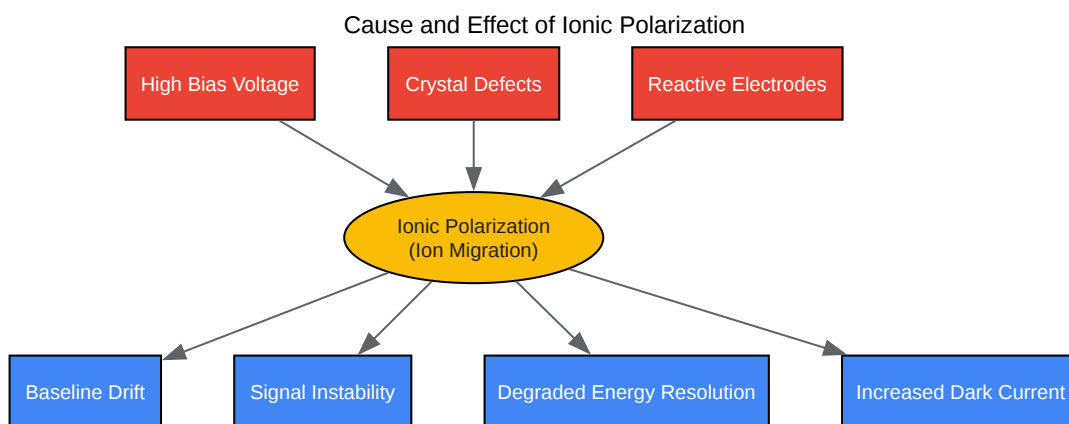 Cause and Effect of Ionic Polarization
High Bias Voltage
Crystal Defects
Reactive Electrodes
Ionic Polarization
(Ion Migration)
Baseline Drift
Signal Instability
Degraded Energy Resolution
Increased Dark Current